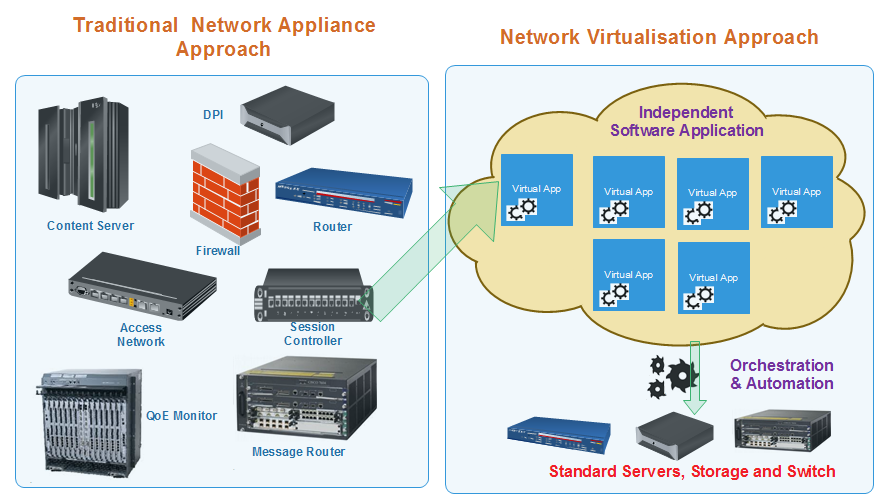 Traditional  Network Appliance
Approach
Network Virtualisation Approach
DPI
Content Server
Firewall
Router
Access
Network
Session
Controller
QoE Monitor
Message Router
Independent
Software Application
Virtual App
Virtual App
Virtual App
Virtual App
Virtual App
Virtual App
Orchestration
& Automation
Standard Servers, Storage and Switch